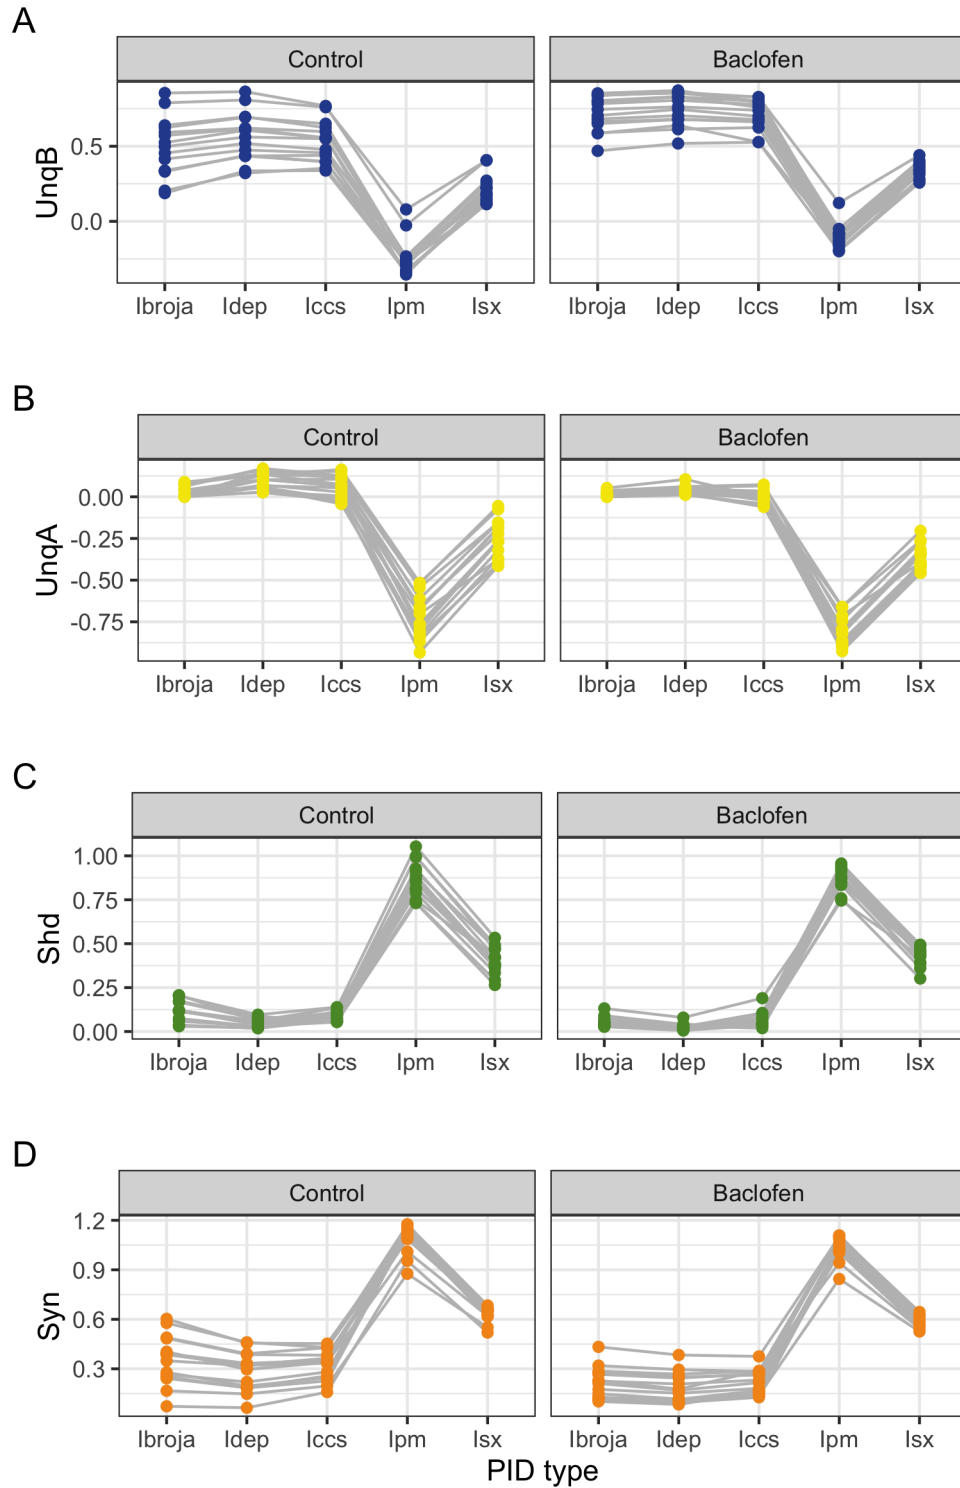 A
Control Baclofen
UnqB
0.5
0.0
Ibroja Idep Iccs Ipm Isx Ibroja Idep Iccs Ipm Isx
B
Control Baclofen
UnqA
0.00
-0.25
-0.50
-0.75
Ibroja Idep Iccs Ipm Isx Ibroja Idep Iccs Ipm Isx
C
Control Baclofen
Shd
1.00
0.75
0.50
0.25
0.00
Ibroja Idep Iccs Ipm Isx Ibroja Idep Iccs Ipm Isx
D
Control Baclofen
Syn
1.2
0.9
0.6
0.3
Ibroja Idep Iccs Ipm Isx Ibroja Idep Iccs Ipm Isx
PID type